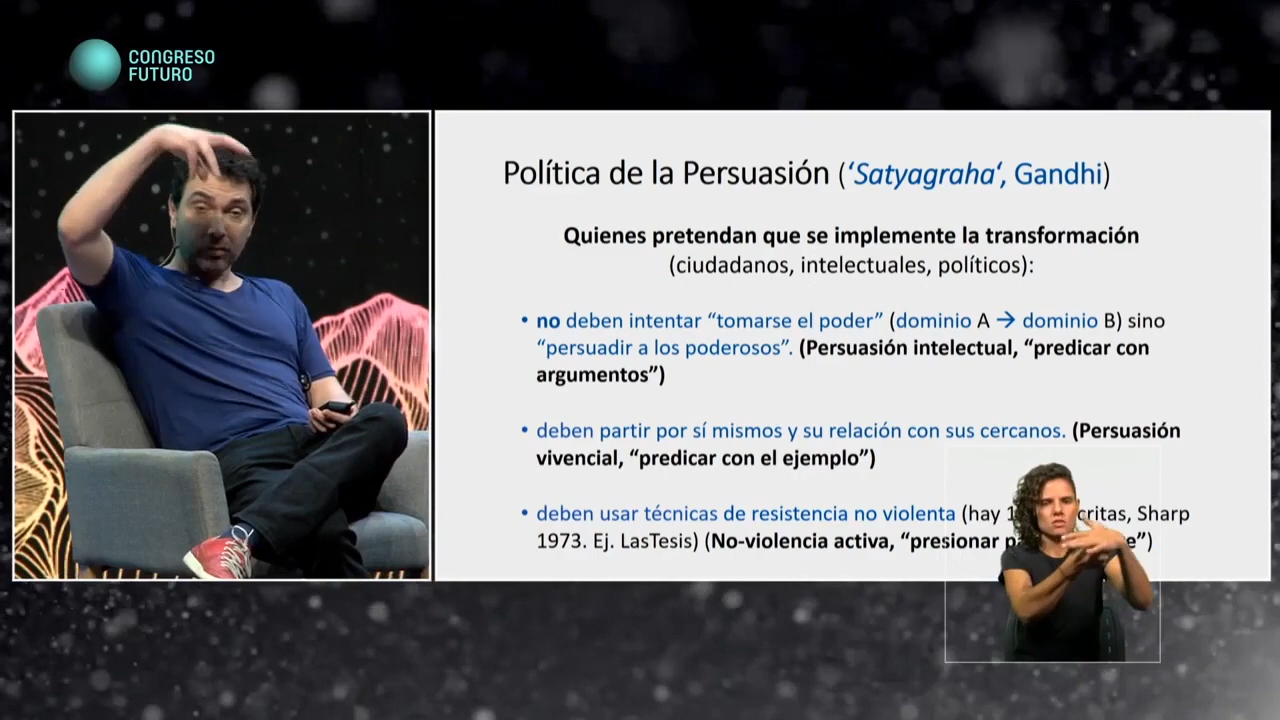 CONGRESO
FUTURO
Política de la Persuasión (‘Satyagraha‘, Gandhi)
Quienes pretendan que se implemente la transformación
(ciudadanos, intelectuales, políticos):
• no deben intentar “tomarse el poder” (dominio A → dominio B) sino
“persuadir a los poderosos”. (Persuasión intelectual, “predicar con
argumentos”)
• deben partir por sí mismos y su relación con sus cercanos. (Persuasión
vivencial, “predicar con el ejemplo”)
• deben usar técnicas de resistencia no violenta (hay Sharp
1973. Ej. LasTesis) (No-violencia activa, “presionar